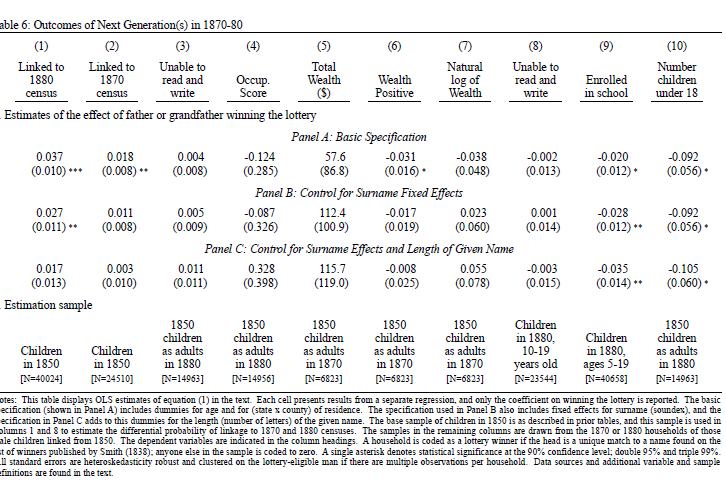 able 6: Outcomes of Next Generation(s) in 1870-80
(1) (2) (3) (4) (5) (6) (7) (8) (9) (10)
Linked to 1880 census Linked to 1870 census Unable to read and write Occup. Score Total Wealth ($) Wealth Positive Natural log of Wealth Unable to read and write Enrolled in school Number children under 18
. Estimates of the effect of father or grandfather winning the lottery
Panel A: Basic Specification
0.037 0.018 0.004 -0.124 57.6 -0.031 -0.038 -0.002 -0.020 -0.092
(0.010) *** (0.008) ** (0.008) (0.285) (86.8) (0.016) * (0.048) (0.013) (0.012) * (0.056) *
Panel B: Control for Surname Fixed Effects
0.027 0.011 0.005 -0.087 112.4 -0.017 0.023 0.001 -0.028 -0.092
(0.011) ** (0.008) (0.009) (0.326) (100.9) (0.019) (0.060) (0.014) (0.012) ** (0.056) *
Panel C: Control for Surname Effects and Length of Given Name
0.017 0.003 0.011 0.328 115.7 -0.008 0.055 -0.003 -0.035 -0.105
(0.013) (0.010) (0.011) (0.398) (119.0) (0.025) (0.078) (0.015) (0.014) ** (0.060) *
. Estimation sample
Children in 1850 Children in 1850 1850 children as adults in 1880 1850 children as adults in 1880 1850 children as adults in 1870 1850 children as adults in 1870 1850 children as adults in 1870 Children in 1880, 10-19 years old Children in 1880, ages 5-19 1850 children as adults in 1880
[N=40024] [N=24510] [N=14963] [N=14956] [N=6823] [N=6823] [N=6823] [N=23544] [N=40658] [N=14963]
otes: This table displays OLS estimates of equation (1) in the text. Each cell presents results from a separate regression, and only the coefficient on winning the lottery is reported. The basic
ecification (shown in Panel A) includes dummies for age and for (state x county) of residence. The specification used in Panel B also includes fixed effects for surname (soundex), and the
ecification in Panel C adds to this dummies for the length (number of letters) of the given name. The base sample of children in 1850 is as described in prior tables, and this sample is used in
olumns 1 and 8 to estimate the differential probability of linkage to 1870 and 1880 censuses. The samples in the remaining columns are drawn from the 1870 or 1880 households of those
ale children linked from 1850. The dependent variables are indicated in the column headings. A household is coded as a lottery winner if the head is a unique match to a name found on the
st of winners published by Smith (1838); anyone else in the sample is coded to zero. A single asterisk denotes statistical significance at the 90% confidence level; double 95% and triple 99%.
ll standard errors are heteroskedasticity robust and clustered on the lottery-eligible man if there are multiple observations per household. Data sources and additional variable and sample
efinitions are found in the text.